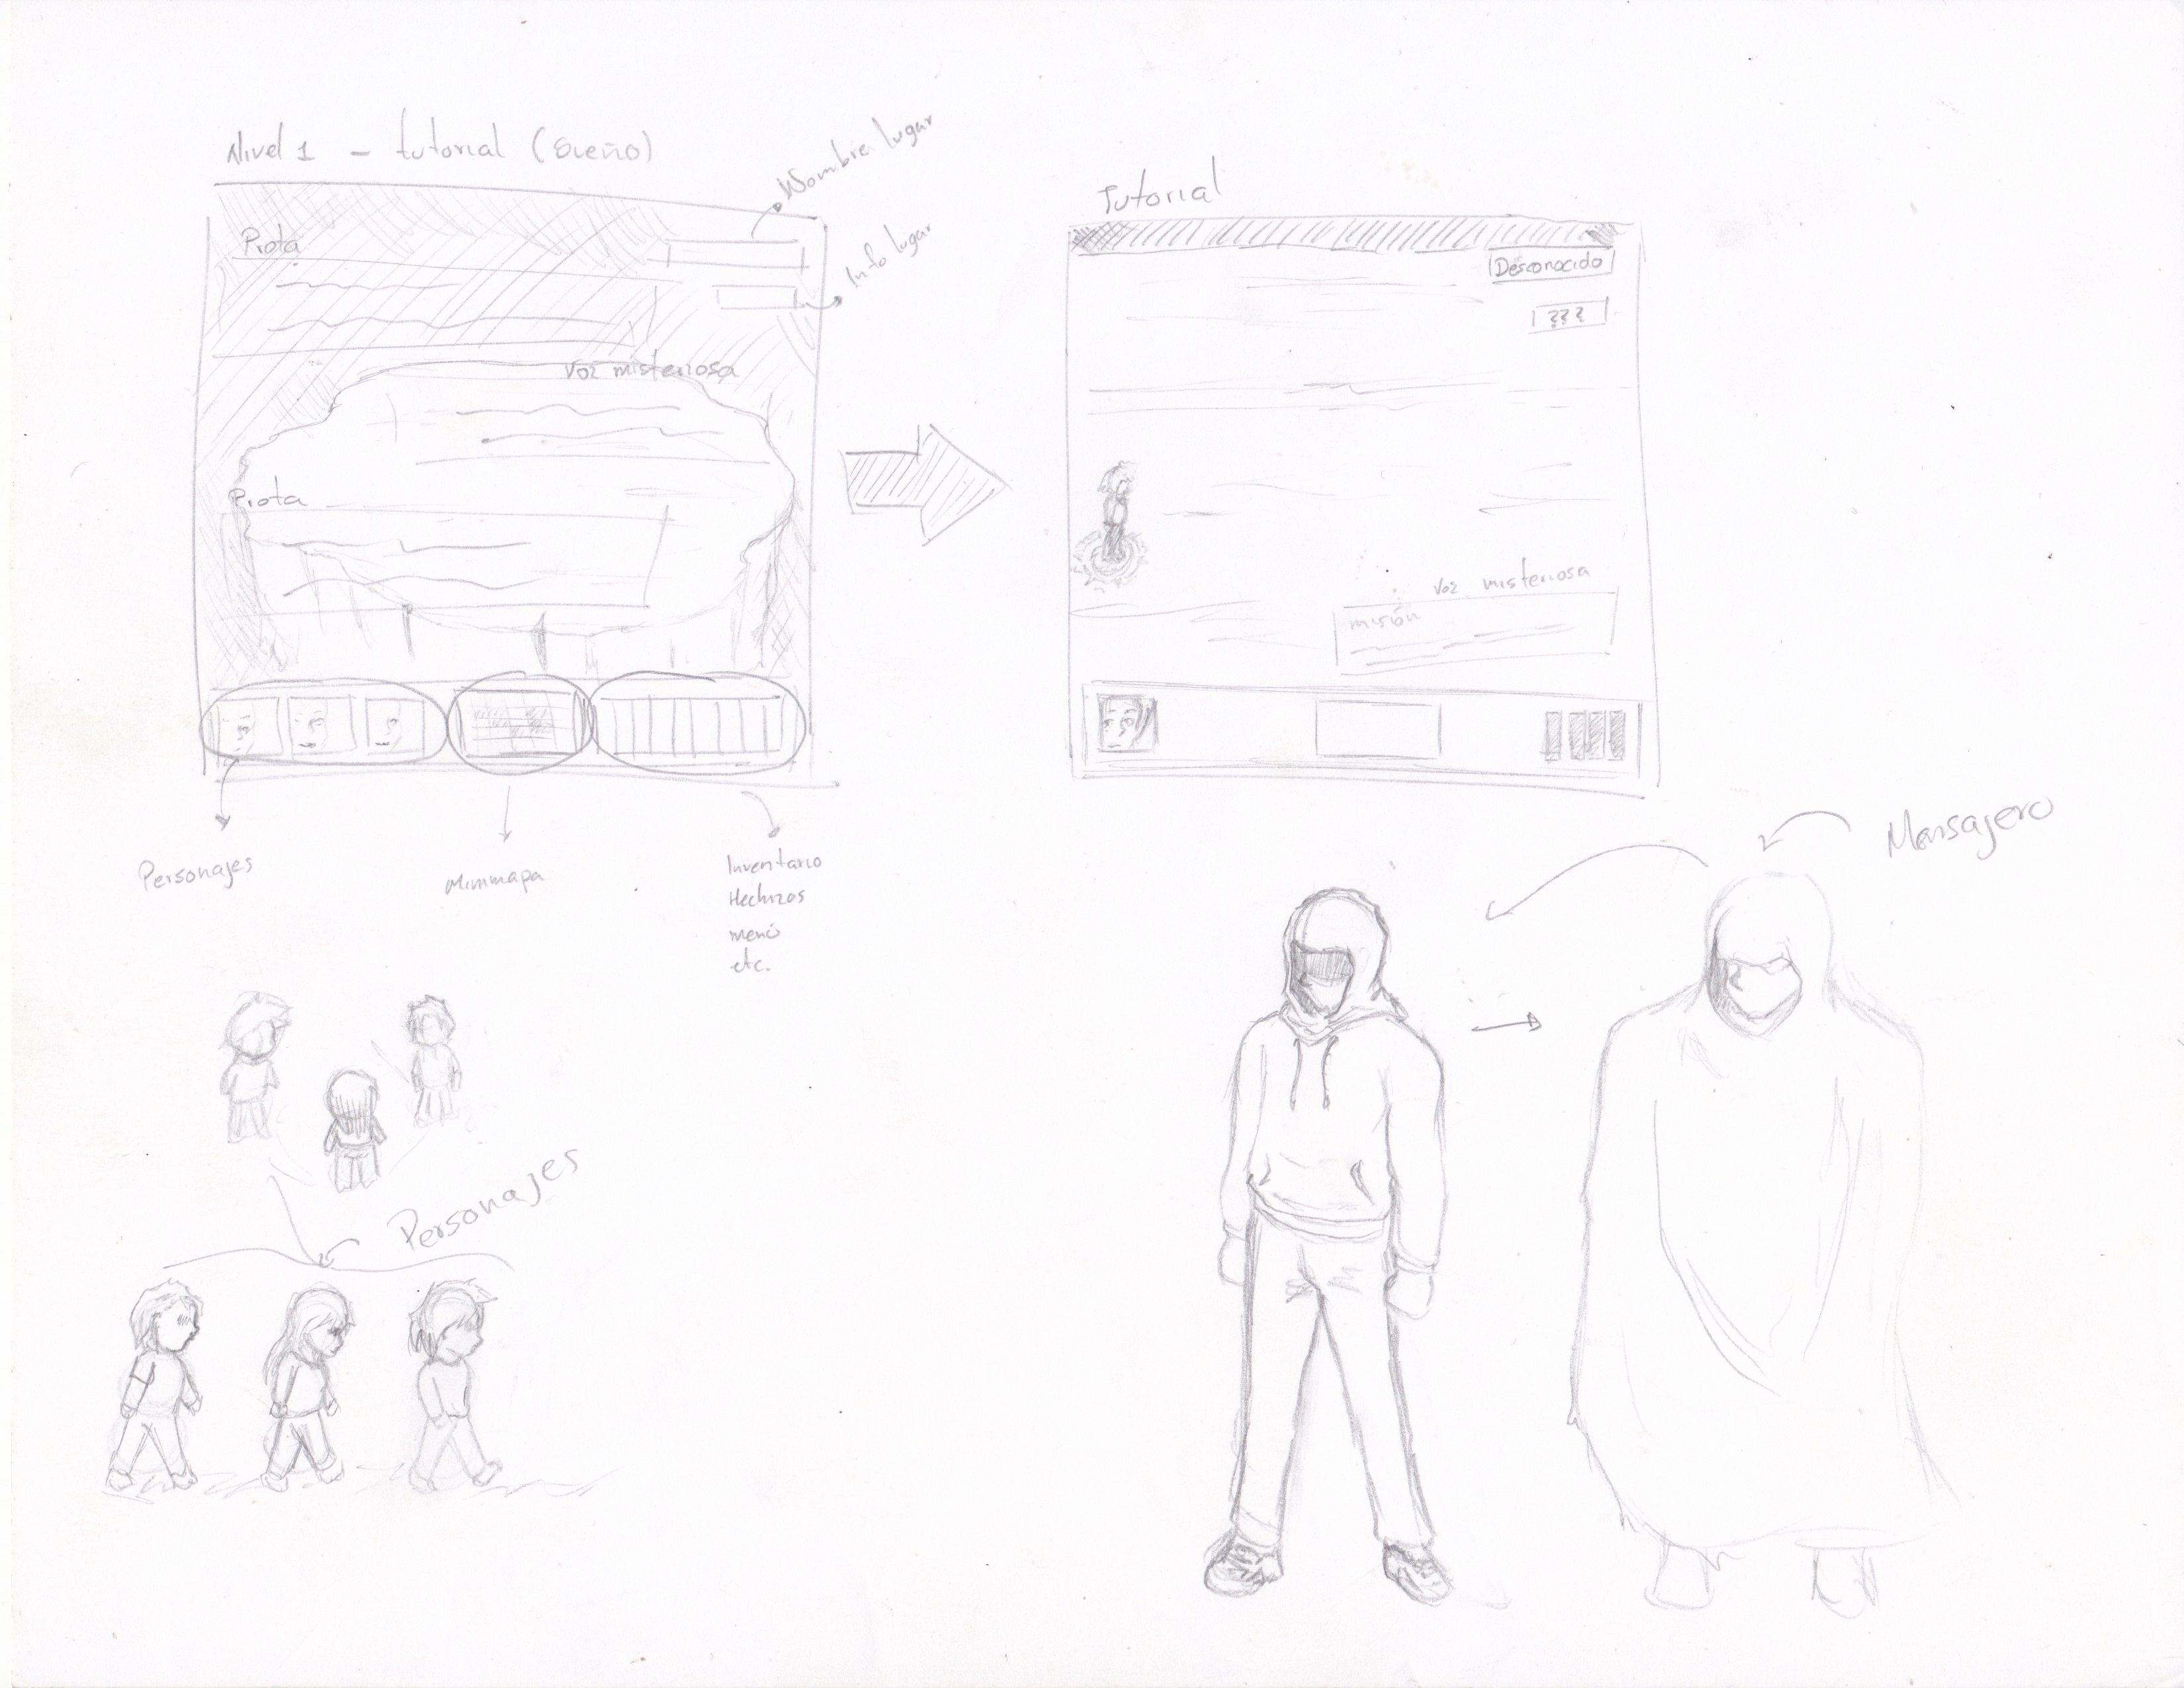 Nivel 1 - tutorial (Sueño)
Nombre lugar
Info lugar
Prota
Voz misteriosa
Prota
Personajes
Minimapa
Inventario
Hechizos
menú
etc.
Tutorial
Desconocido
???
Voz misteriosa
misión
Mensajero
Personajes